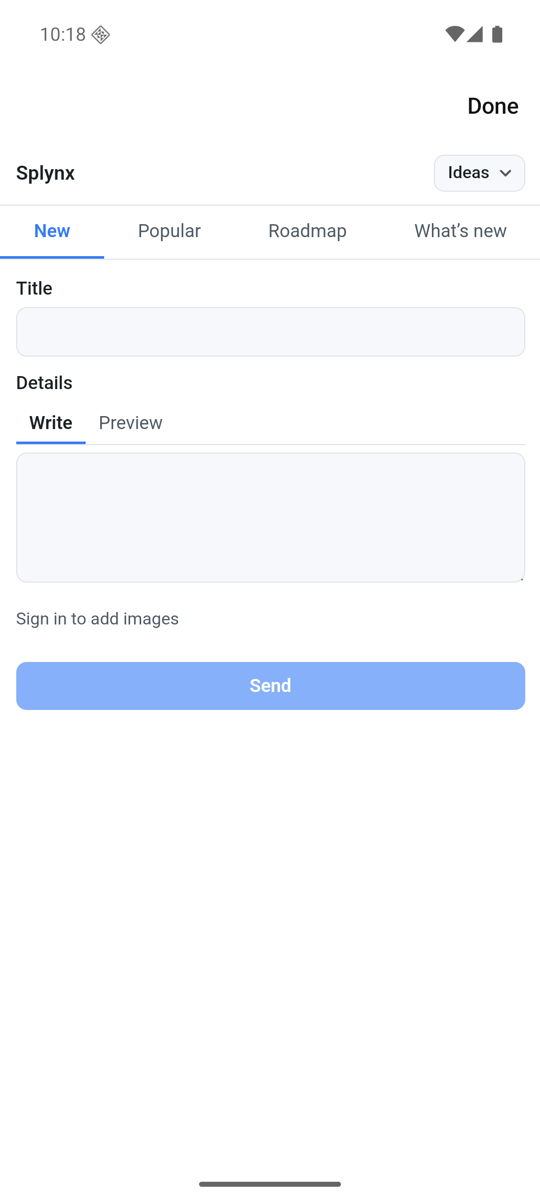 10:18
Done
Splynx
Ideas
New Popular Roadmap What's new
Title
Details
Write Preview
Sign in to add images
Send